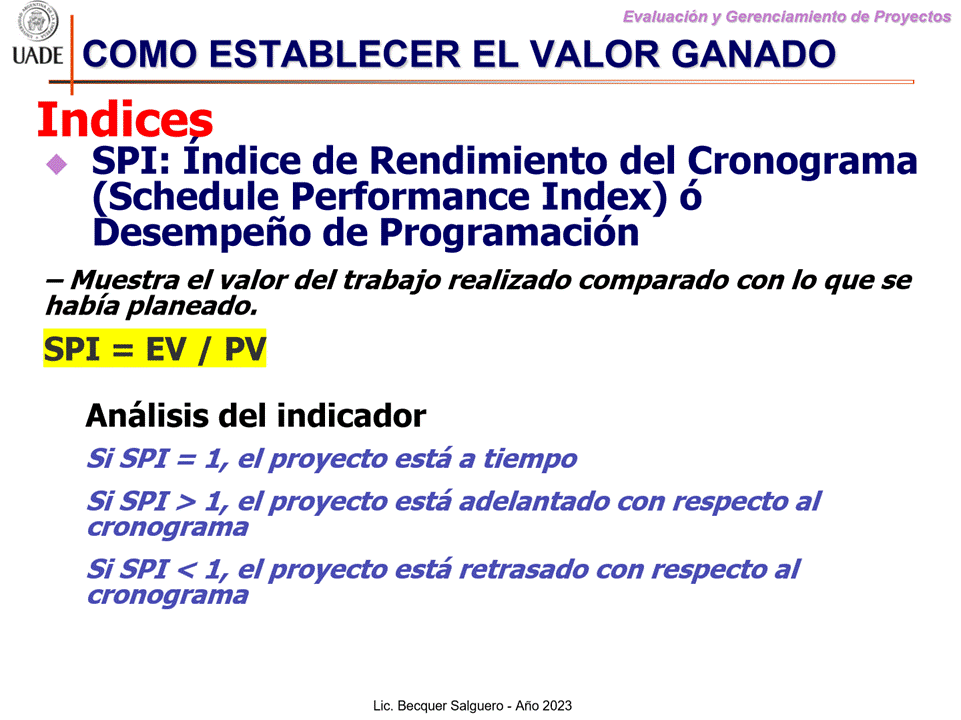 Evaluación y Gerenciamiento de Proyectos
UADE
COMO ESTABLECER EL VALOR GANADO
Indices
SPI: Índice de Rendimiento del Cronograma
(Schedule Performance Index) ó
Desempeño de Programación
– Muestra el valor del trabajo realizado comparado con lo que se
había planeado.
SPI = EV / PV
Análisis del indicador
Si SPI = 1, el proyecto está a tiempo
Si SPI > 1, el proyecto está adelantado con respecto al
cronograma
Si SPI < 1, el proyecto está retrasado con respecto al
cronograma
Lic. Becquer Salguero - Año 2023